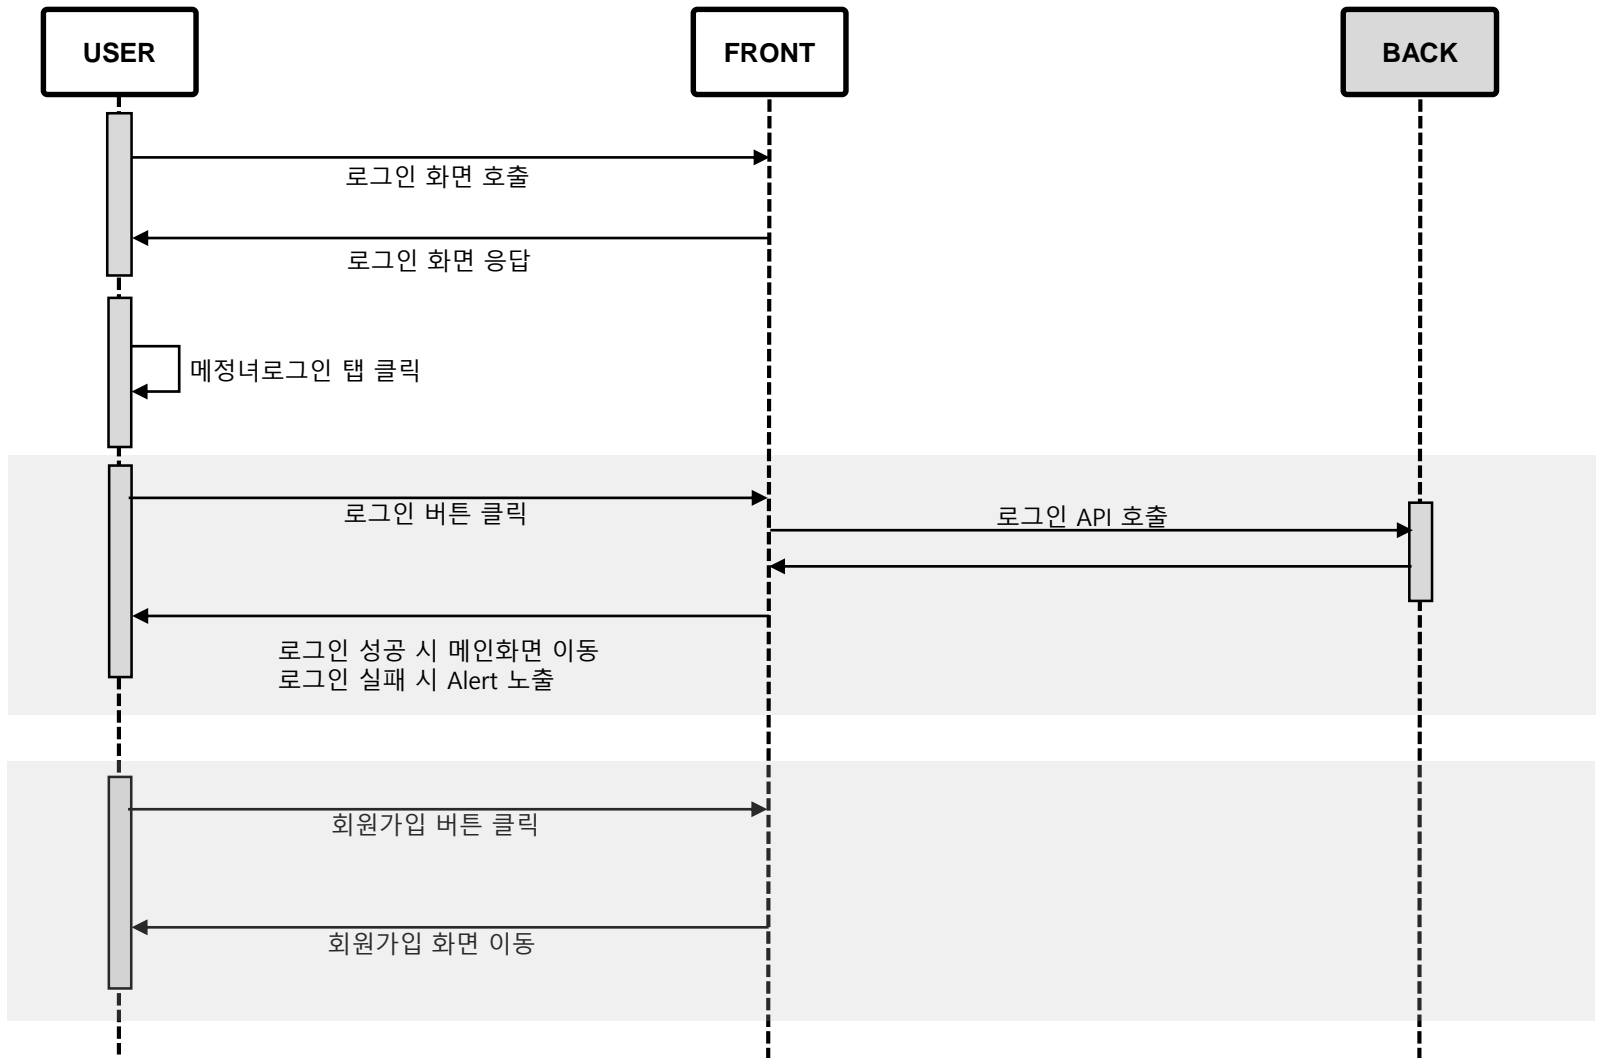 USER
FRONT
BACK
로그인 화면 호출
로그인 화면 응답
메정녀로그인 탭 클릭
로그인 버튼 클릭
로그인 API 호출
로그인 성공 시 메인화면 이동
로그인 실패 시 Alert 노출
회원가입 버튼 클릭
회원가입 화면 이동